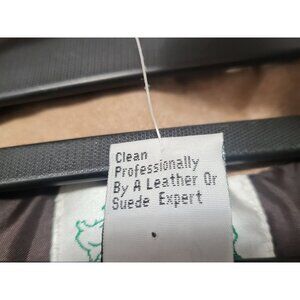 Clean
Professionally
By A Leather Or
Suede Expert